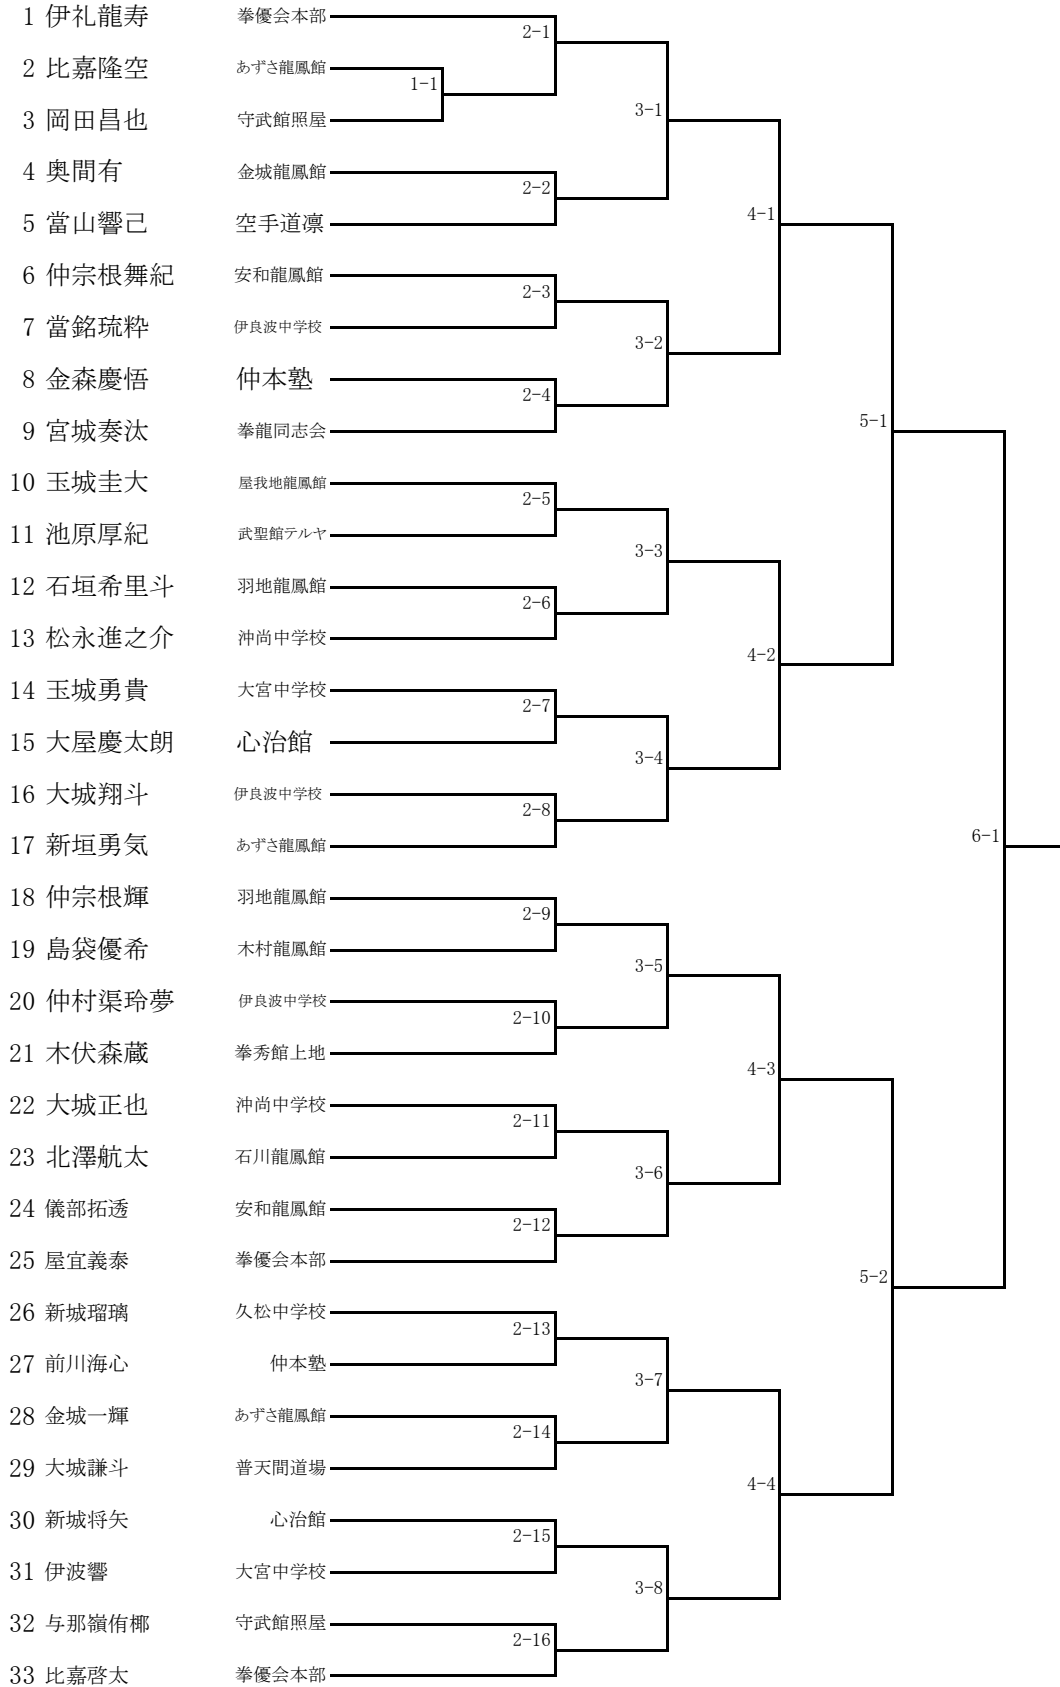 1 伊礼龍寿 拳優会本部
2-1
2 比嘉隆空 あずさ龍鳳館
1-1
3 岡田昌也 守武館照屋
3-1
4 奥間有 金城龍鳳館
2-2
5 當山響己 空手道凛
4-1
6 仲宗根舞紀 安和龍鳳館
2-3
7 當銘琉粋 伊良波中学校
3-2
8 金森慶悟 仲本塾
2-4
9 宮城奏汰 拳龍同志会
5-1
10 玉城圭大 屋我地龍鳳館
2-5
11 池原厚紀 武聖館テルヤ
3-3
12 石垣希里斗 羽地龍鳳館
2-6
13 松永進之介 沖尚中学校
4-2
14 玉城勇貴 大宮中学校
2-7
15 大屋慶太朗 心治館
3-4
16 大城翔斗 伊良波中学校
2-8
17 新垣勇気 あずさ龍鳳館
6-1
18 仲宗根輝 羽地龍鳳館
2-9
19 島袋優希 木村龍鳳館
3-5
20 仲村渠玲夢 伊良波中学校
2-10
21 木伏森蔵 拳秀館上地
4-3
22 大城正也 沖尚中学校
2-11
23 北澤航太 石川龍鳳館
3-6
24 儀部拓透 安和龍鳳館
2-12
25 屋宜義泰 拳優会本部
5-2
26 新城瑠璃 久松中学校
2-13
27 前川海心 仲本塾
3-7
28 金城一輝 あずさ龍鳳館
2-14
29 大城謙斗 普天間道場
4-4
30 新城将矢 心治館
2-15
31 伊波響 大宮中学校
3-8
32 与那嶺侑椰 守武館照屋
2-16
33 比嘉啓太 拳優会本部